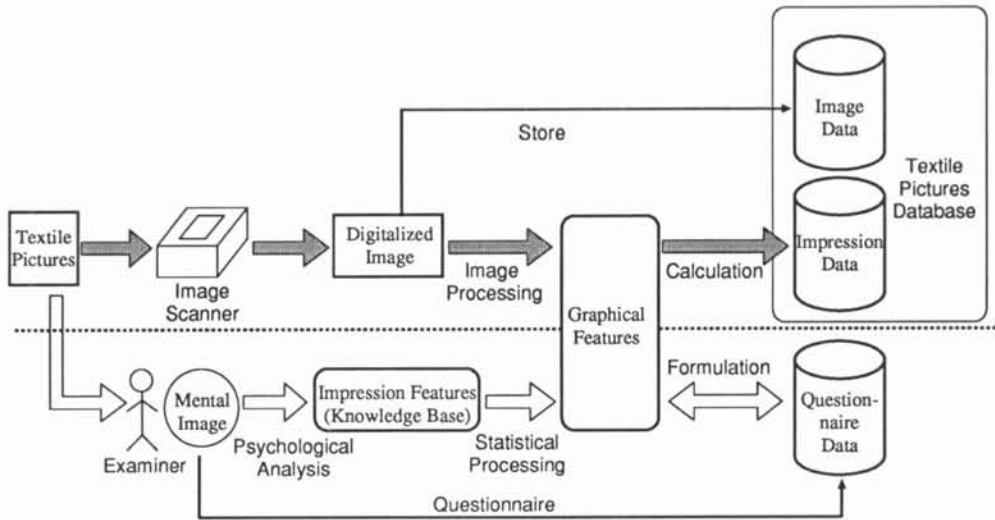 Image
Data
Store
Textile
Pictures
Database
Textile
Pictures
Image
Scanner
Digitalized
Image
Image
Processing
Graphical
Features
Calculation
Impression
Data
Examiner
Mental
Image
Psychological
Analysis
Impression Features
(Knowledge Base)
Statistical
Processing
Formulation
Question-
naire
Data
Questionnaire